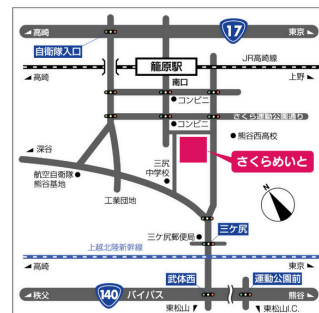 ◀高崎
17
東京▶
自衛隊入口
籠原駅
JR高崎線
◀高崎
南口
上野▶
コンビニ
さくら運動公園通り
コンビニ
熊谷西高校
◀深谷
三尻
中学校
さくらめいと
航空自衛隊
熊谷基地
工業団地
N
三ケ尻郵便局
三ケ尻
上越北陸新幹線
◀高崎
東京▶
武体西
運動公園前
◀秩父
140
バイパス
熊谷▶
東松山▼
▼東松山I.C.